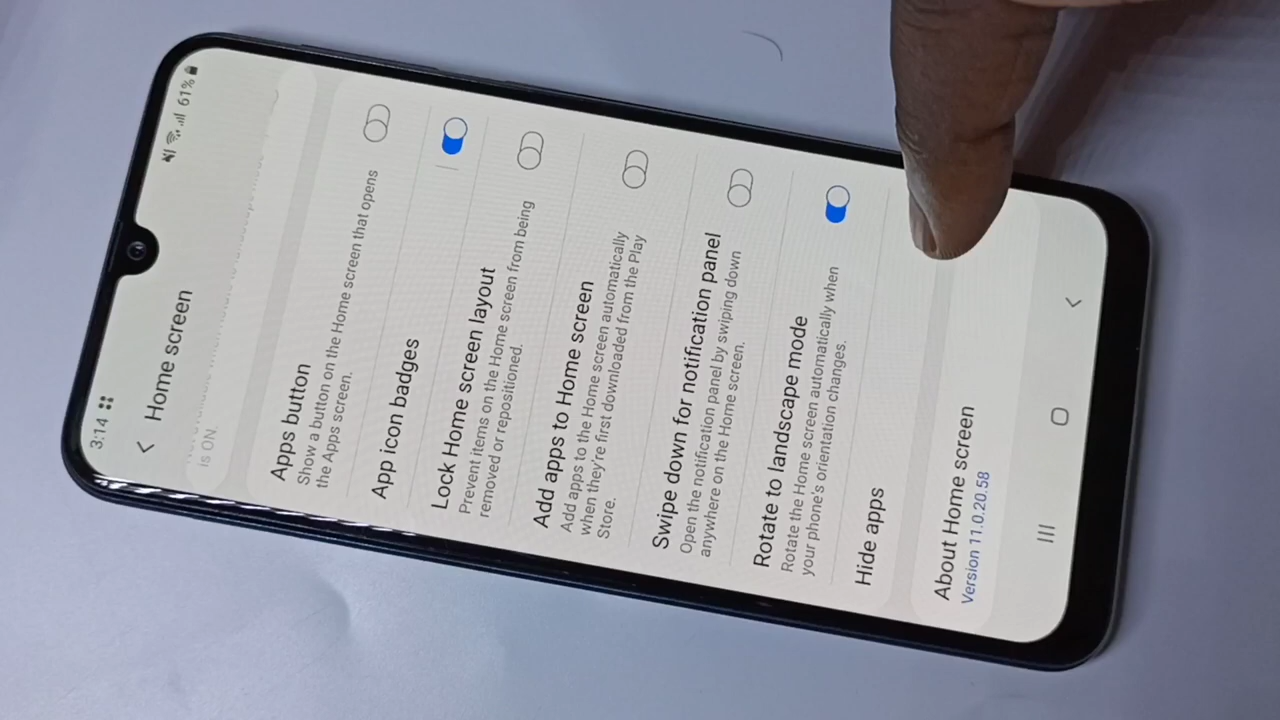 3:14
61%
Home screen
is ON.
Apps button
Show a button on the Home screen that opens
the Apps screen.
App icon badges
Lock Home screen layout
Prevent items on the Home screen from being
removed or repositioned.
Add apps to Home screen
Add apps to the Home screen automatically
when they're first downloaded from the Play
Store.
Swipe down for notification panel
Open the notification panel by swiping down
anywhere on the Home screen.
Rotate to landscape mode
Rotate the Home screen automatically when
your phone's orientation changes.
Hide apps
About Home screen
Version 11.0.20.58